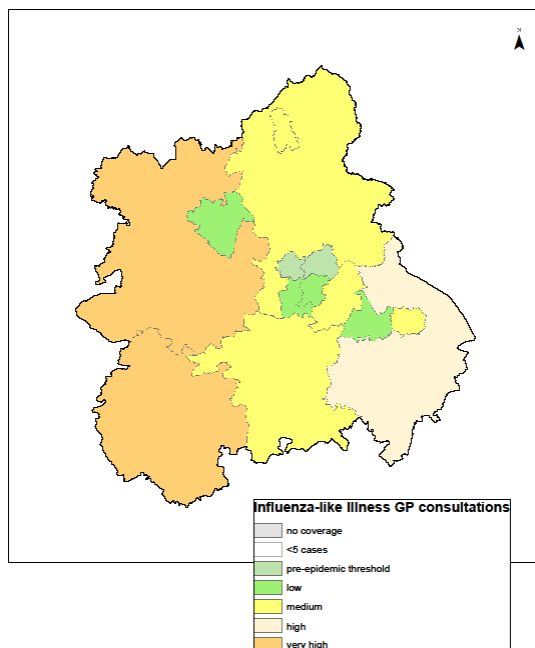 N
Influenza-like Illness GP consultations
no coverage
<5 cases
pre-epidemic threshold
low
medium
high
very high